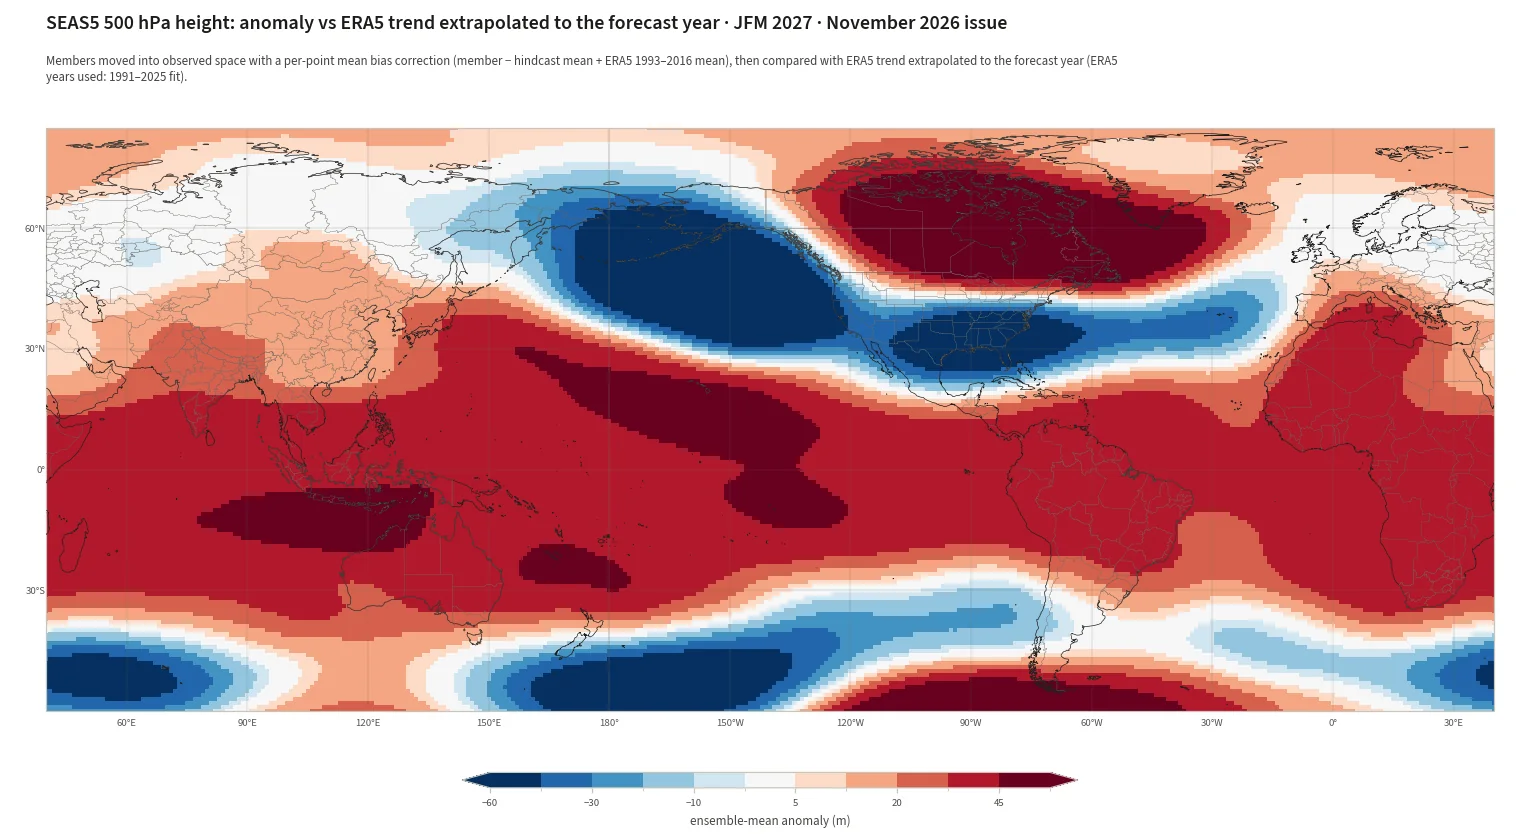 SEAS5 500 hPa height: anomaly vs ERA5 trend extrapolated to the forecast year · JFM 2027 · November 2026 issue
Members moved into observed space with a per-point mean bias correction (member − hindcast mean + ERA5 1993–2016 mean), then compared with ERA5 trend extrapolated to the forecast year (ERA5
years used: 1991–2025 fit).
60°N
30°N
0°
30°S
60°E
90°E
120°E
150°E
180°
150°W
120°W
90°W
60°W
30°W
0°
30°E
−60
−30
−10
5
20
45
ensemble-mean anomaly (m)